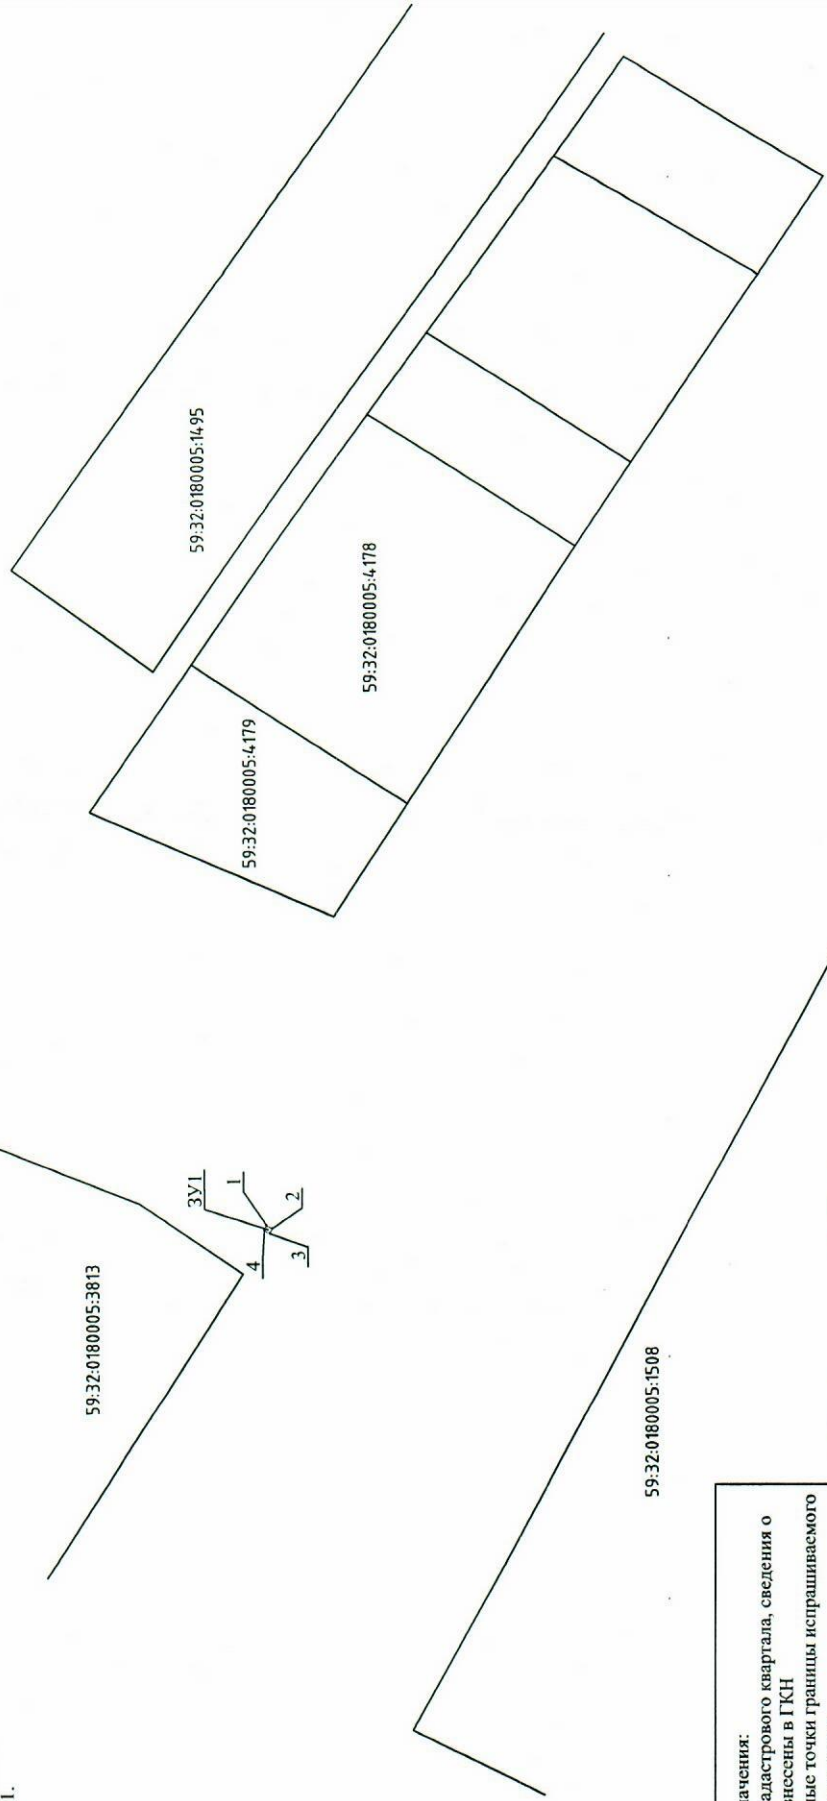 1.
59:32:0180005:3813
ЗУ1
1
4
2
3
59:32:0180005:1495
59:32:0180005:4179
59:32:0180005:4178
59:32:0180005:1508
ачения:
адастрового квартала, сведения о
внесены в ГКН
ые точки границы испрашиваемого